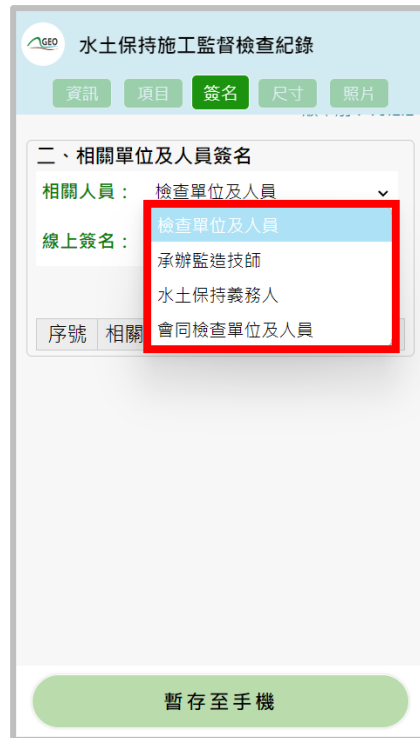 GEO
水土保持施工監督檢查紀錄
資訊 項目 簽名 尺寸 照片
二、相關單位及人員簽名
相關人員： 檢查單位及人員
檢查單位及人員
線上簽名：
承辦監造技師
水土保持義務人
會同檢查單位及人員
序號 相關
暫存至手機